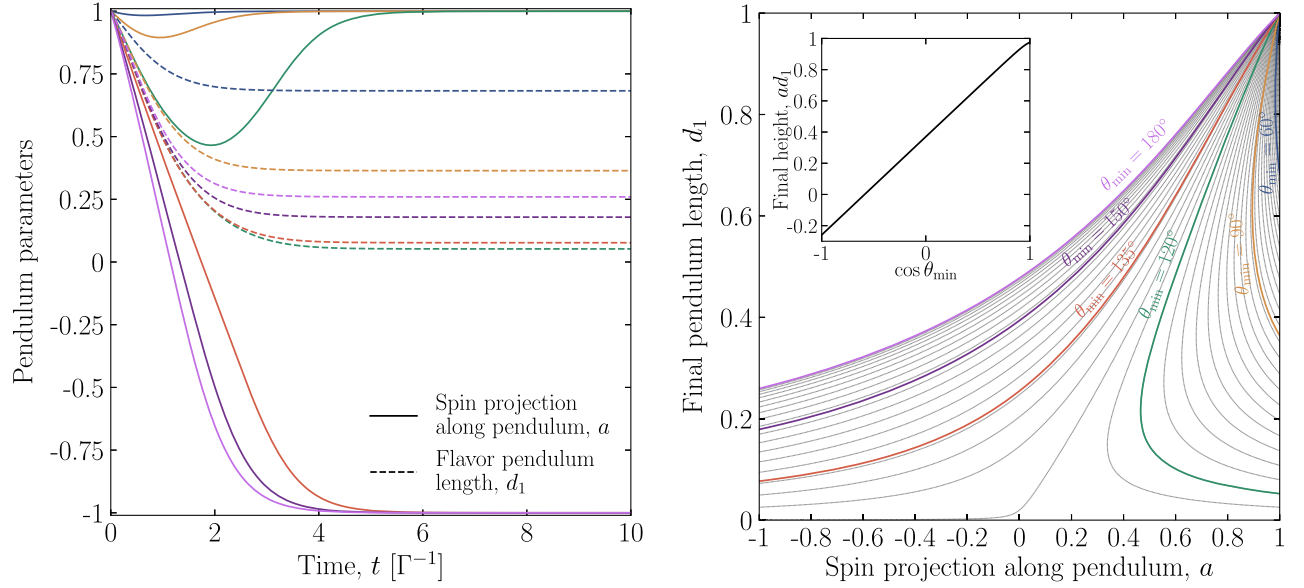 Pendulum parameters
1
0.75
0.5
0.25
0
-0.25
-0.5
-0.75
-1
0 2 4 6 8 10
Time, t [Γ⁻¹]
Spin projection
along pendulum, a
Flavor pendulum
length, d₁
Final pendulum length, d₁
1
0.8
0.6
0.4
0.2
0
-1 -0.8 -0.6 -0.4 -0.2 0 0.2 0.4 0.6 0.8 1
Spin projection along pendulum, a
Final height, ad₁
1
0.8
0.6
0.4
0.2
0
-0.2
-1 0 1
cos θmin
θmin = 180°
θmin = 150°
θmin = 135°
θmin = 120°
θmin = 90°
θmin = 60°